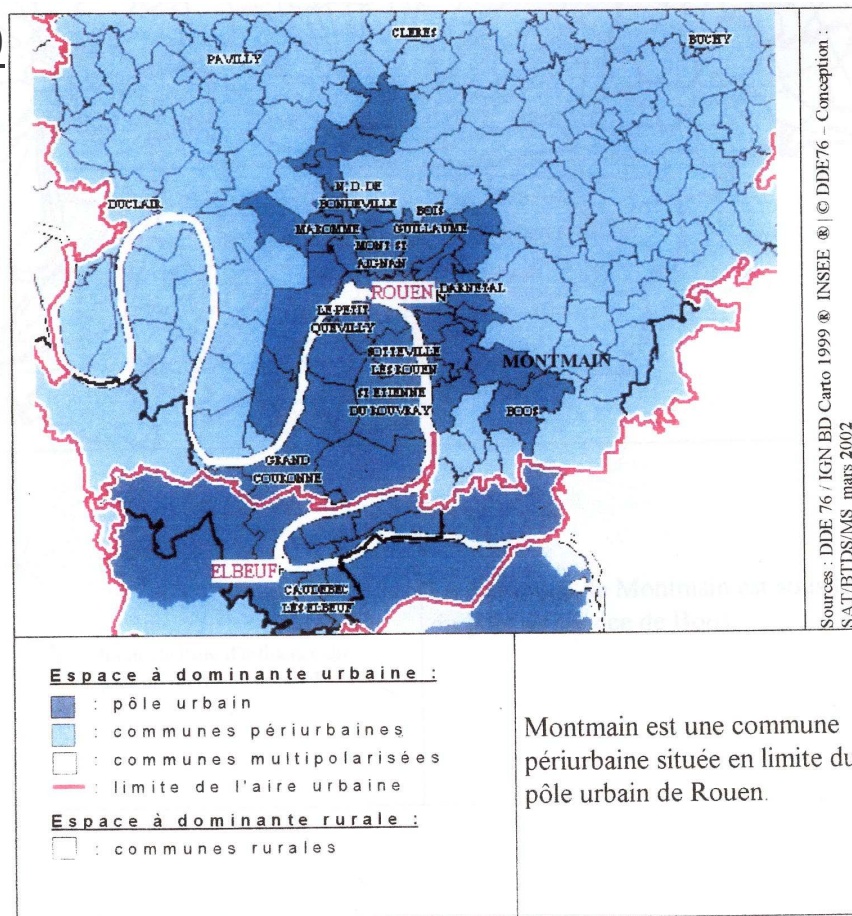 CLERES
BUCHY
PAVILLY
N.D. DE
BONDEVILLE
DUCLAIR
BOIS
GUILLAUME
MAROMME
MONT St
AIGNAN
ROUEN
DARNETAL
LE PETIT
QUEVILLY
MONTMAIN
SOTTEVILLE
LÈS ROUEN
St ETIENNE
DU ROUVRAY
BOOS
GRAND
COURONNE
ELBEUF
CAUDEBEC
LÈS ELBEUF
Sources : DDE 76 / IGN BD Carto 1999 ® INSEE ® | © DDE76 – Conception :
SAT/BTDS/MS mars 2002
Espace à dominante urbaine :
: pôle urbain
: communes périurbaines
: communes multipolarisées
: limite de l'aire urbaine
Espace à dominante rurale :
: communes rurales
Montmain est une commune
périurbaine située en limite du
pôle urbain de Rouen.